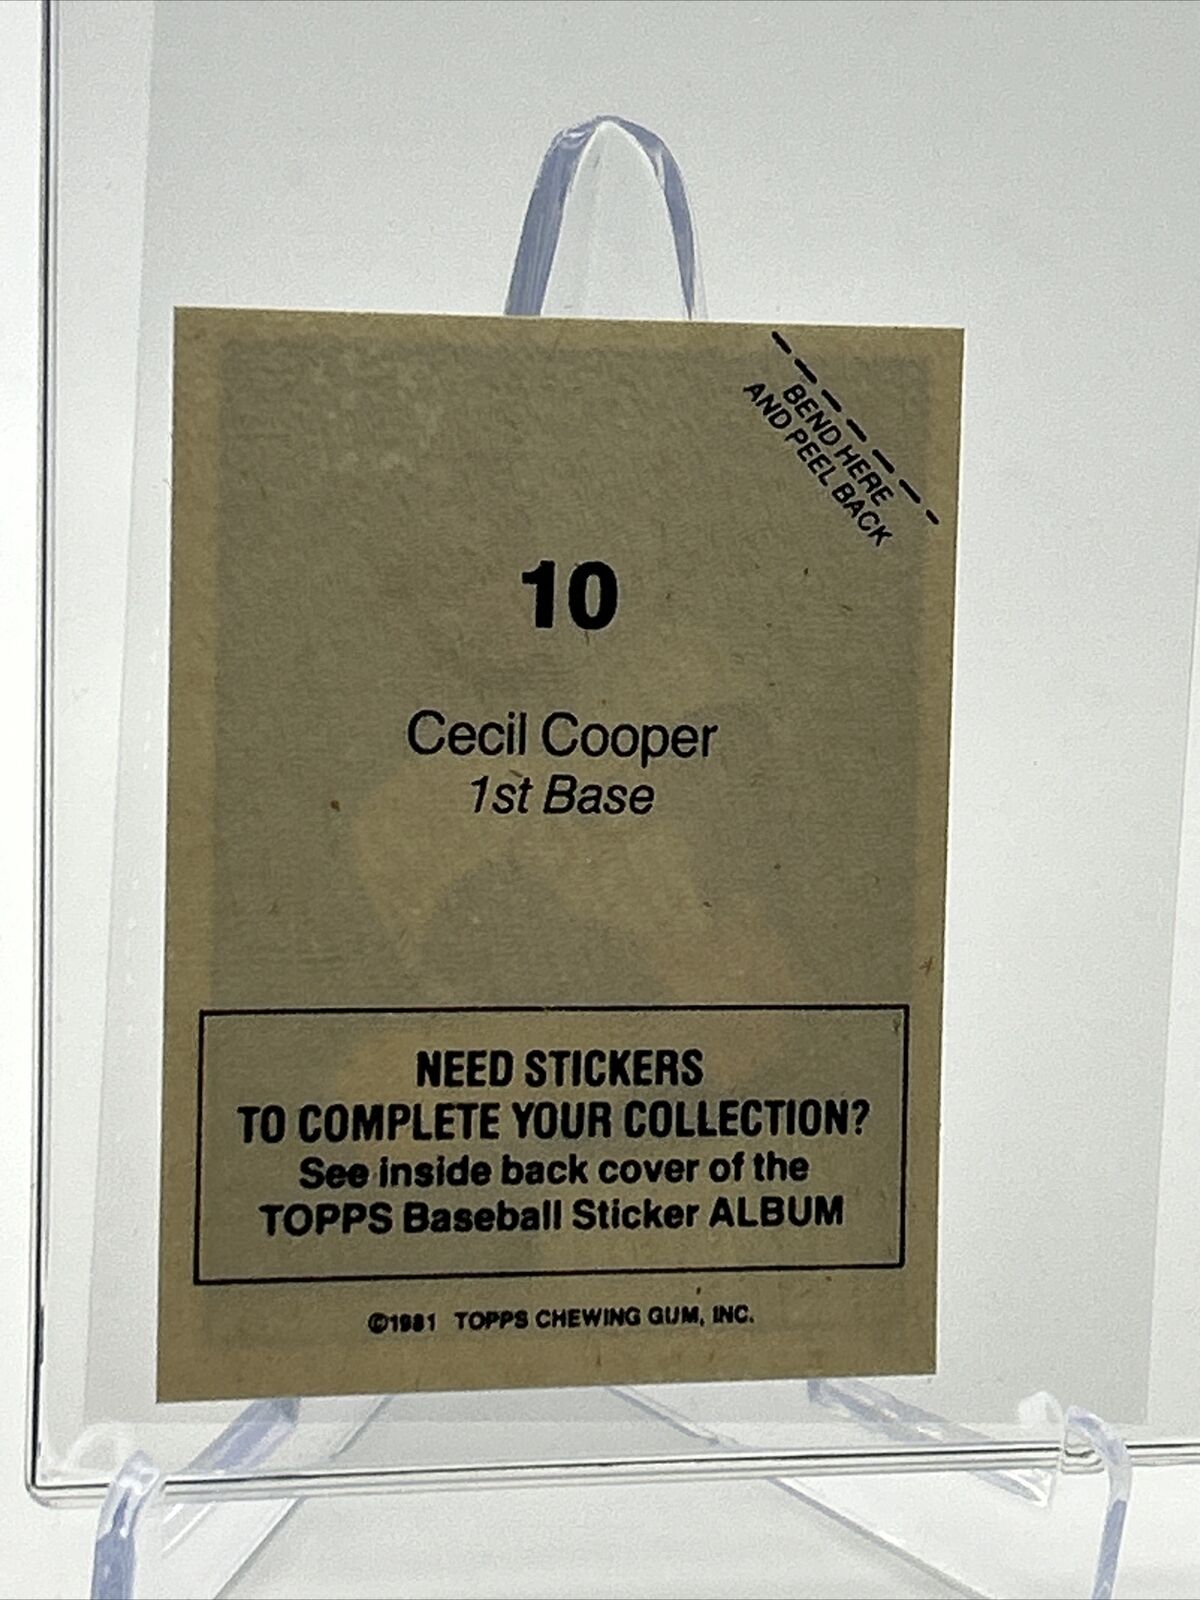 BEND HERE
AND PEEL BACK
10
Cecil Cooper
1st Base
NEED STICKERS
TO COMPLETE YOUR COLLECTION?
See inside back cover of the
TOPPS Baseball Sticker ALBUM
©1981 TOPPS CHEWING GUM, INC.